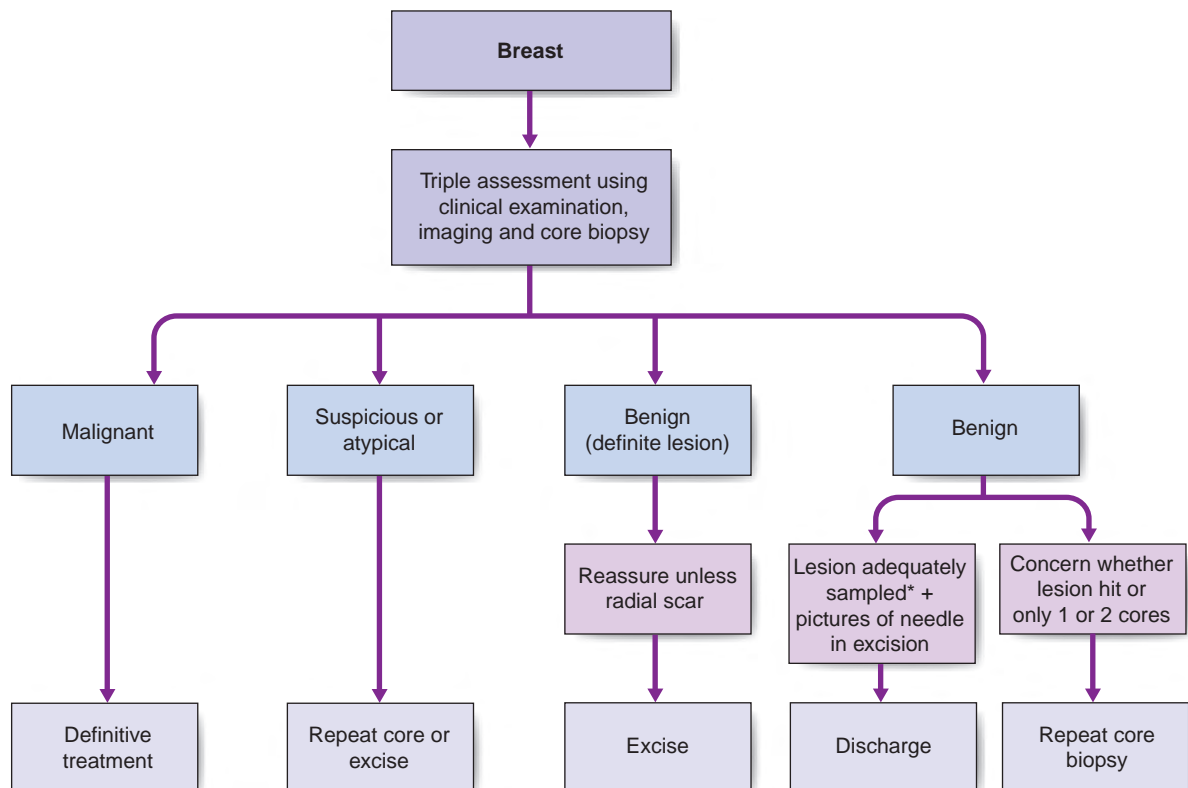 Breast
Triple assessment using
clinical examination,
imaging and core biopsy
Malignant
Suspicious or
atypical
Benign
(definite lesion)
Benign
Reassure unless
radial scar
Lesion adequately
sampled* +
pictures of needle
in excision
Concern whether
lesion hit or
only 1 or 2 cores
Definitive
treatment
Repeat core or
excise
Excise
Discharge
Repeat core
biopsy